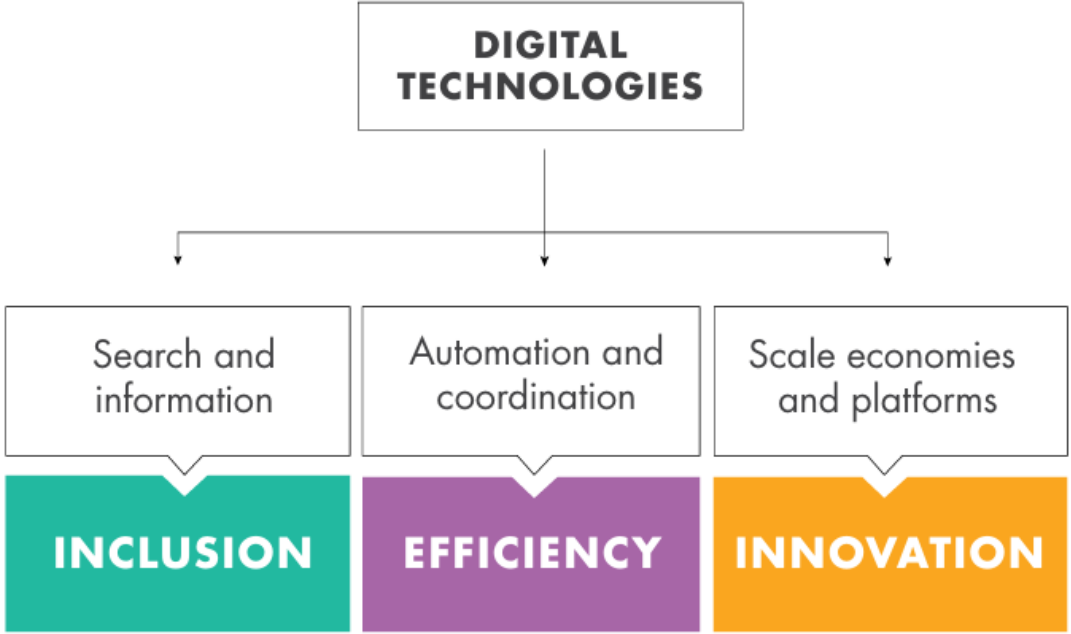 DIGITAL
TECHNOLOGIES
Search and
information
INCLUSION
Automation and
coordination
EFFICIENCY
Scale economies
and platforms
INNOVATION